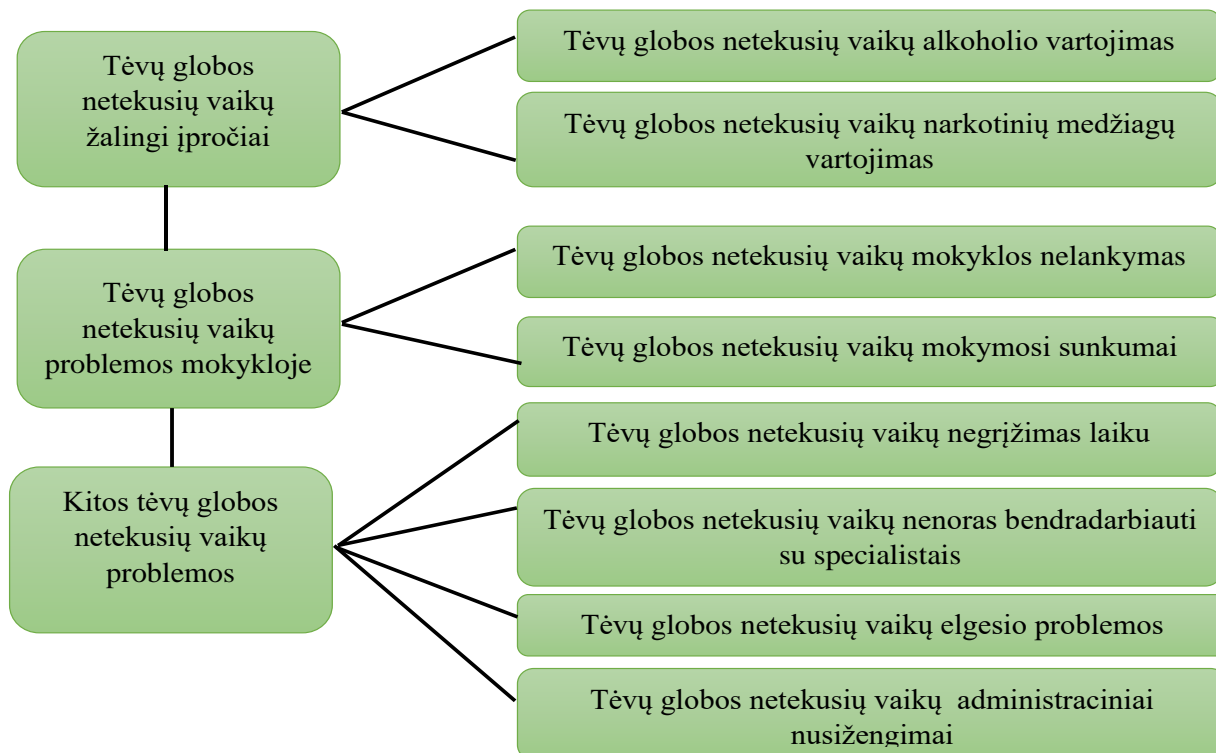 Tėvų globos
netekusių vaikų
žalingi įpročiai
Tėvų globos netekusių vaikų alkoholio vartojimas
Tėvų globos netekusių vaikų narkotinių medžiagų
vartojimas
Tėvų globos
netekusių vaikų
problemos mokykloje
Tėvų globos netekusių vaikų mokyklos nelankymas
Tėvų globos netekusių vaikų mokymosi sunkumai
Kitos tėvų globos
netekusių vaikų
problemos
Tėvų globos netekusių vaikų negrįžimas laiku
Tėvų globos netekusių vaikų nenoras bendradarbiauti
su specialistais
Tėvų globos netekusių vaikų elgesio problemos
Tėvų globos netekusių vaikų  administraciniai
nusižengimai